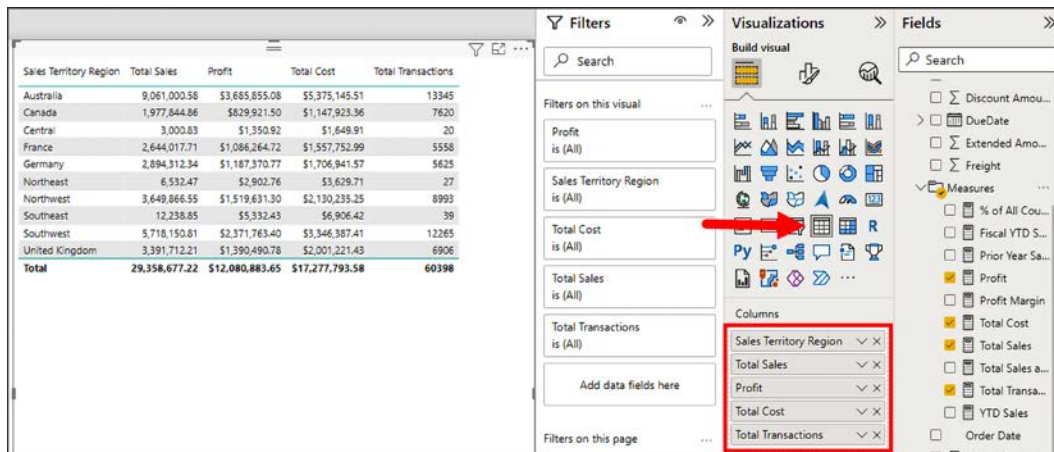 Sales Territory Region Total Sales Profit Total Cost Total Transactions
Australia 9,061,000.58 $3,685,855.08 $5,375,145.51 13345
Canada 1,977,844.86 $829,921.50 $1,147,923.36 7620
Central 3,000.83 $1,350.92 $1,649.91 20
France 2,644,017.71 $1,086,264.72 $1,557,752.99 5558
Germany 2,894,312.34 $1,187,370.77 $1,706,941.57 5625
Northeast 6,532.47 $2,902.76 $3,629.71 27
Northwest 3,649,866.55 $1,519,631.30 $2,130,235.25 8993
Southeast 12,238.85 $5,332.43 $6,906.42 39
Southwest 5,718,150.81 $2,371,763.40 $3,346,387.41 12265
United Kingdom 3,391,712.21 $1,390,490.78 $2,001,221.43 6906
Total 29,358,677.22 $12,080,883.65 $17,277,793.58 60398
Filters
Search
Filters on this visual
Profit
is (All)
Sales Territory Region
is (All)
Total Cost
is (All)
Total Sales
is (All)
Total Transactions
is (All)
Add data fields here
Filters on this page
Visualizations
Build visual
123
R
Py
Columns
Sales Territory Region
Total Sales
Profit
Total Cost
Total Transactions
Fields
Search
Discount Amou...
DueDate
Extended Amo...
Freight
Measures
% of All Cou...
Fiscal YTD S...
Prior Year Sa...
Profit
Profit Margin
Total Cost
Total Sales
Total Sales a...
Total Transa...
YTD Sales
Order Date